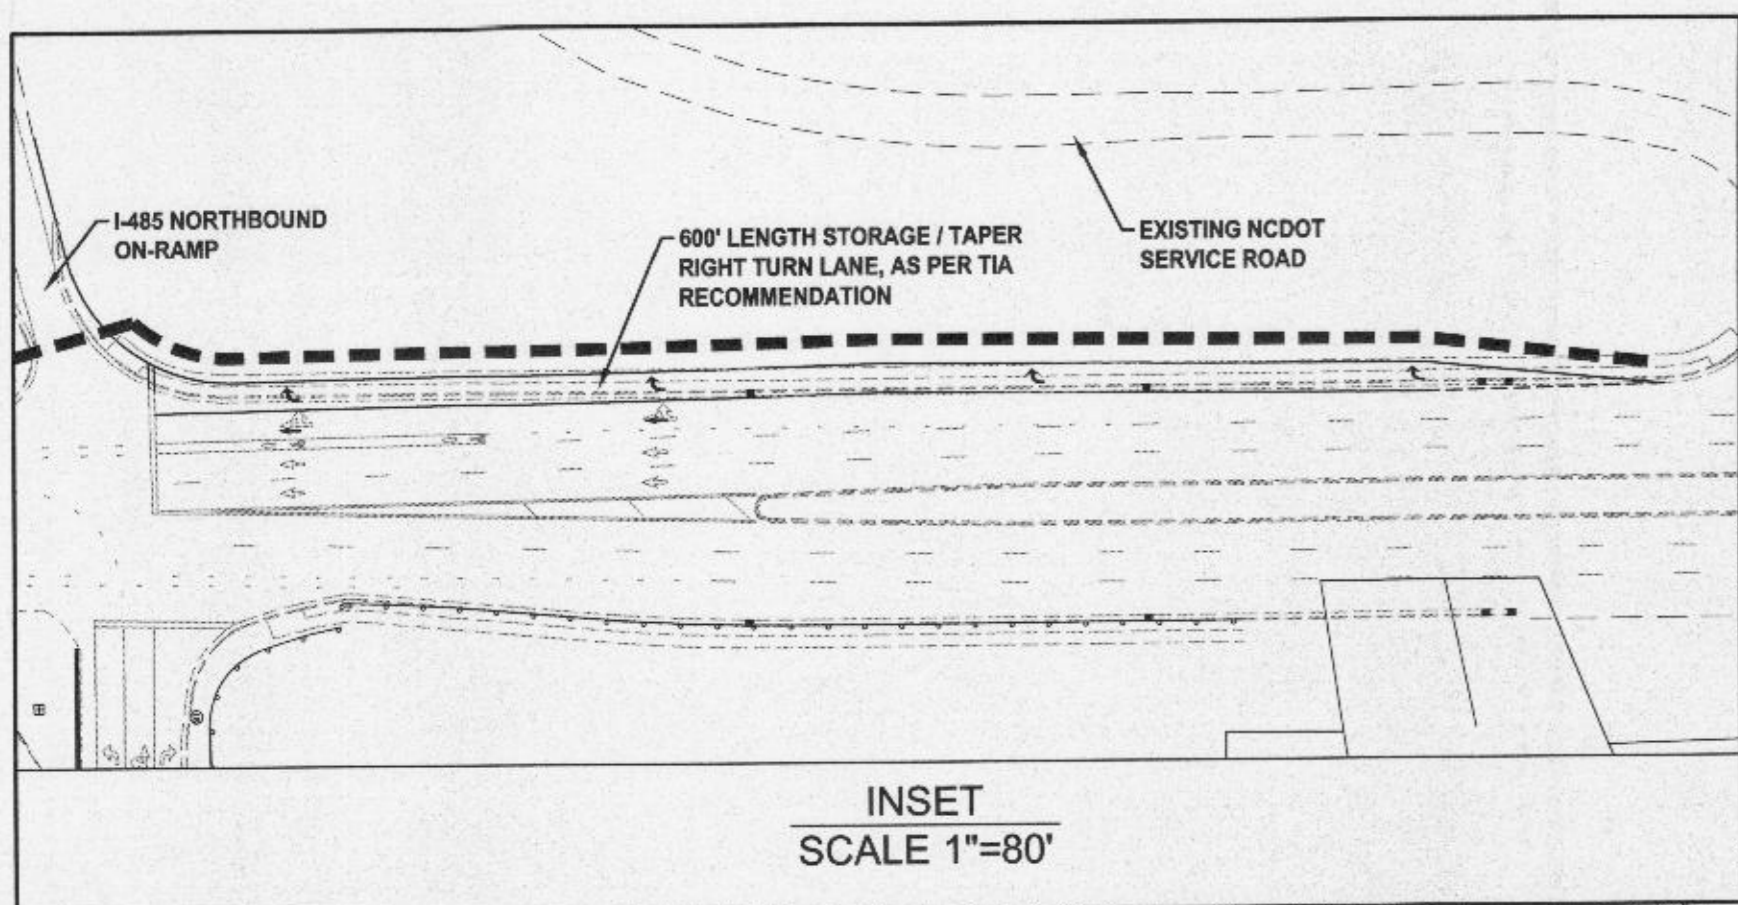 I-485 NORTHBOUND
ON-RAMP
600' LENGTH STORAGE / TAPER
RIGHT TURN LANE, AS PER TIA
RECOMMENDATION
EXISTING NCDOT
SERVICE ROAD
INSET
SCALE 1"=80'